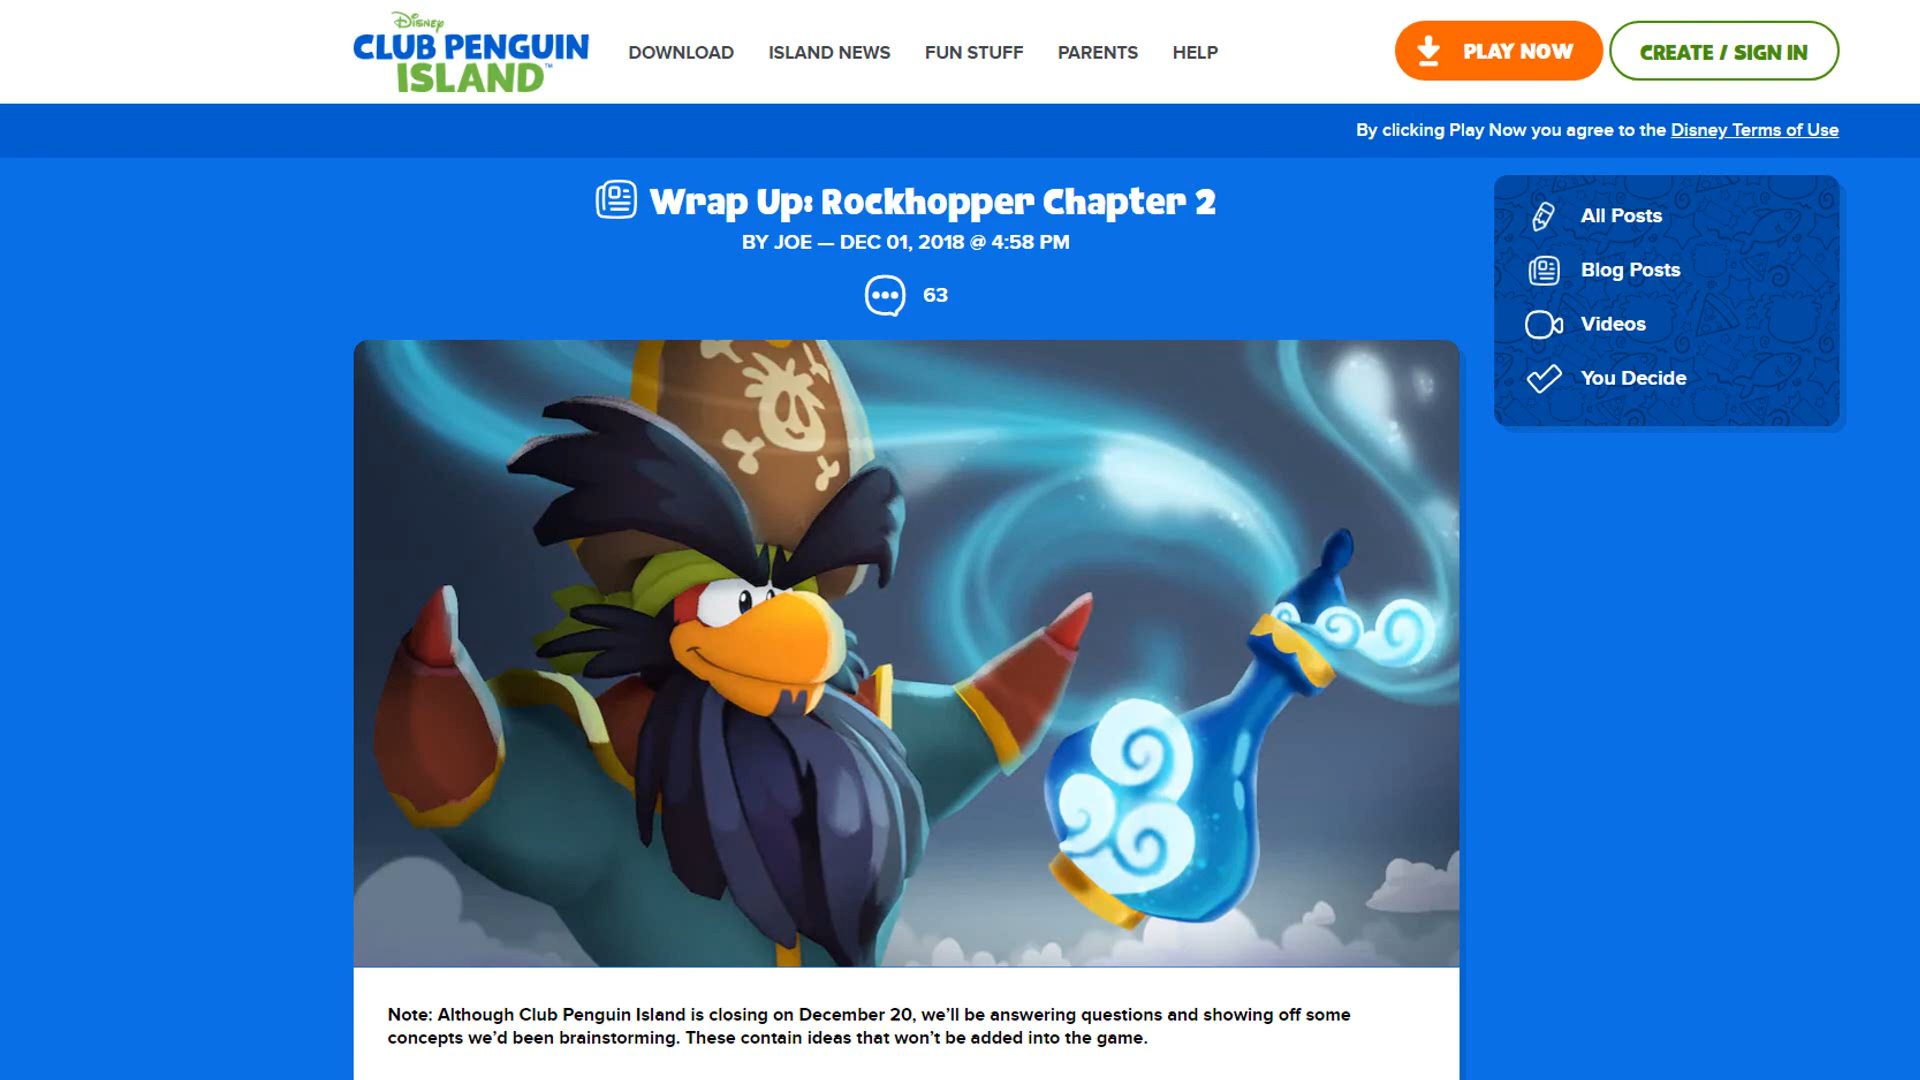 Disney
CLUB PENGUIN
ISLAND™
DOWNLOAD
ISLAND NEWS
FUN STUFF
PARENTS
HELP
PLAY NOW
CREATE / SIGN IN
By clicking Play Now you agree to the Disney Terms of Use
Wrap Up: Rockhopper Chapter 2
BY JOE — DEC 01, 2018 @ 4:58 PM
63
All Posts
Blog Posts
Videos
You Decide
Note: Although Club Penguin Island is closing on December 20, we’ll be answering questions and showing off some
concepts we’d been brainstorming. These contain ideas that won’t be added into the game.